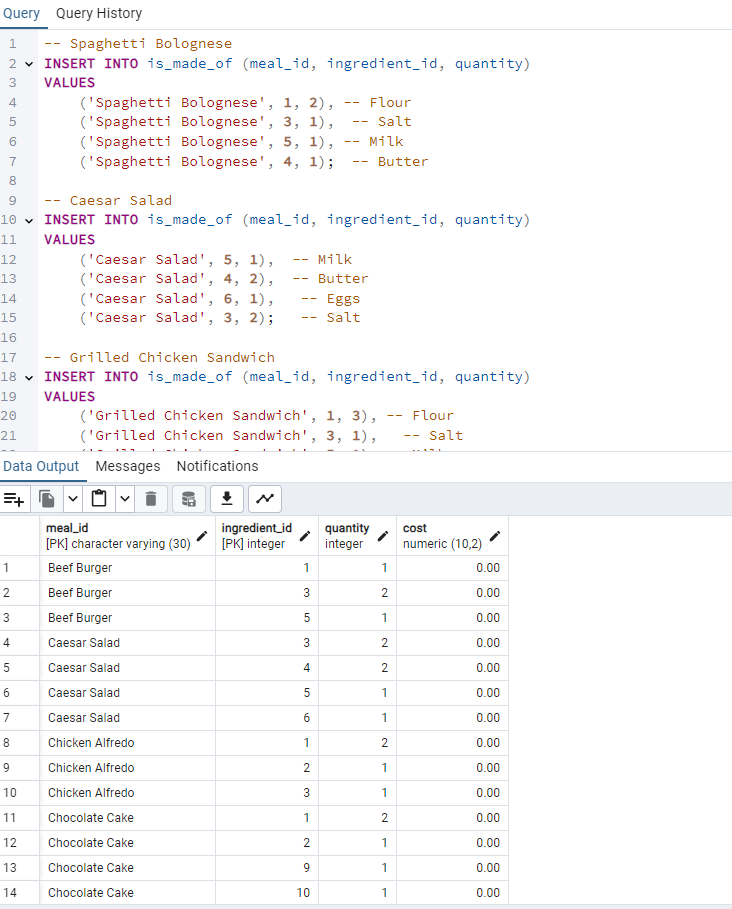 Query Query History
1 -- Spaghetti Bolognese
2 INSERT INTO is_made_of (meal_id, ingredient_id, quantity)
3 VALUES
4 ('Spaghetti Bolognese', 1, 2), -- Flour
5 ('Spaghetti Bolognese', 3, 1), -- Salt
6 ('Spaghetti Bolognese', 5, 1), -- Milk
7 ('Spaghetti Bolognese', 4, 1); -- Butter
8
9 -- Caesar Salad
10 INSERT INTO is_made_of (meal_id, ingredient_id, quantity)
11 VALUES
12 ('Caesar Salad', 5, 1), -- Milk
13 ('Caesar Salad', 4, 2), -- Butter
14 ('Caesar Salad', 6, 1), -- Eggs
15 ('Caesar Salad', 3, 2); -- Salt
16
17 -- Grilled Chicken Sandwich
18 INSERT INTO is_made_of (meal_id, ingredient_id, quantity)
19 VALUES
20 ('Grilled Chicken Sandwich', 1, 3), -- Flour
21 ('Grilled Chicken Sandwich', 3, 1), -- Salt
Data Output Messages Notifications
meal_id ingredient_id quantity cost
[PK] character varying (30) [PK] integer integer numeric (10,2)
1 Beef Burger 1 1 0.00
2 Beef Burger 3 2 0.00
3 Beef Burger 5 1 0.00
4 Caesar Salad 3 2 0.00
5 Caesar Salad 4 2 0.00
6 Caesar Salad 5 1 0.00
7 Caesar Salad 6 1 0.00
8 Chicken Alfredo 1 2 0.00
9 Chicken Alfredo 2 1 0.00
10 Chicken Alfredo 3 1 0.00
11 Chocolate Cake 1 2 0.00
12 Chocolate Cake 2 1 0.00
13 Chocolate Cake 9 1 0.00
14 Chocolate Cake 10 1 0.00